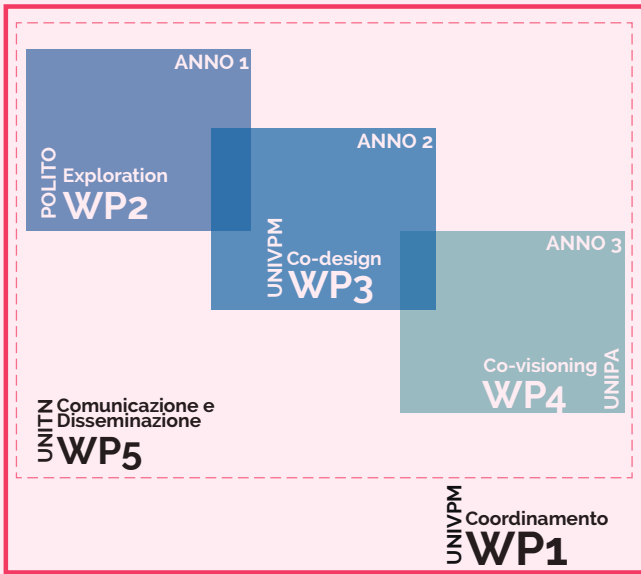 ANNO 1
POLITO
Exploration
WP2
ANNO 2
UNIVPM
Co-design
WP3
ANNO 3
Co-visioning
WP4
UNIPA
UNITN
Comunicazione e
Disseminazione
WP5
UNIVPM
Coordinamento
WP1